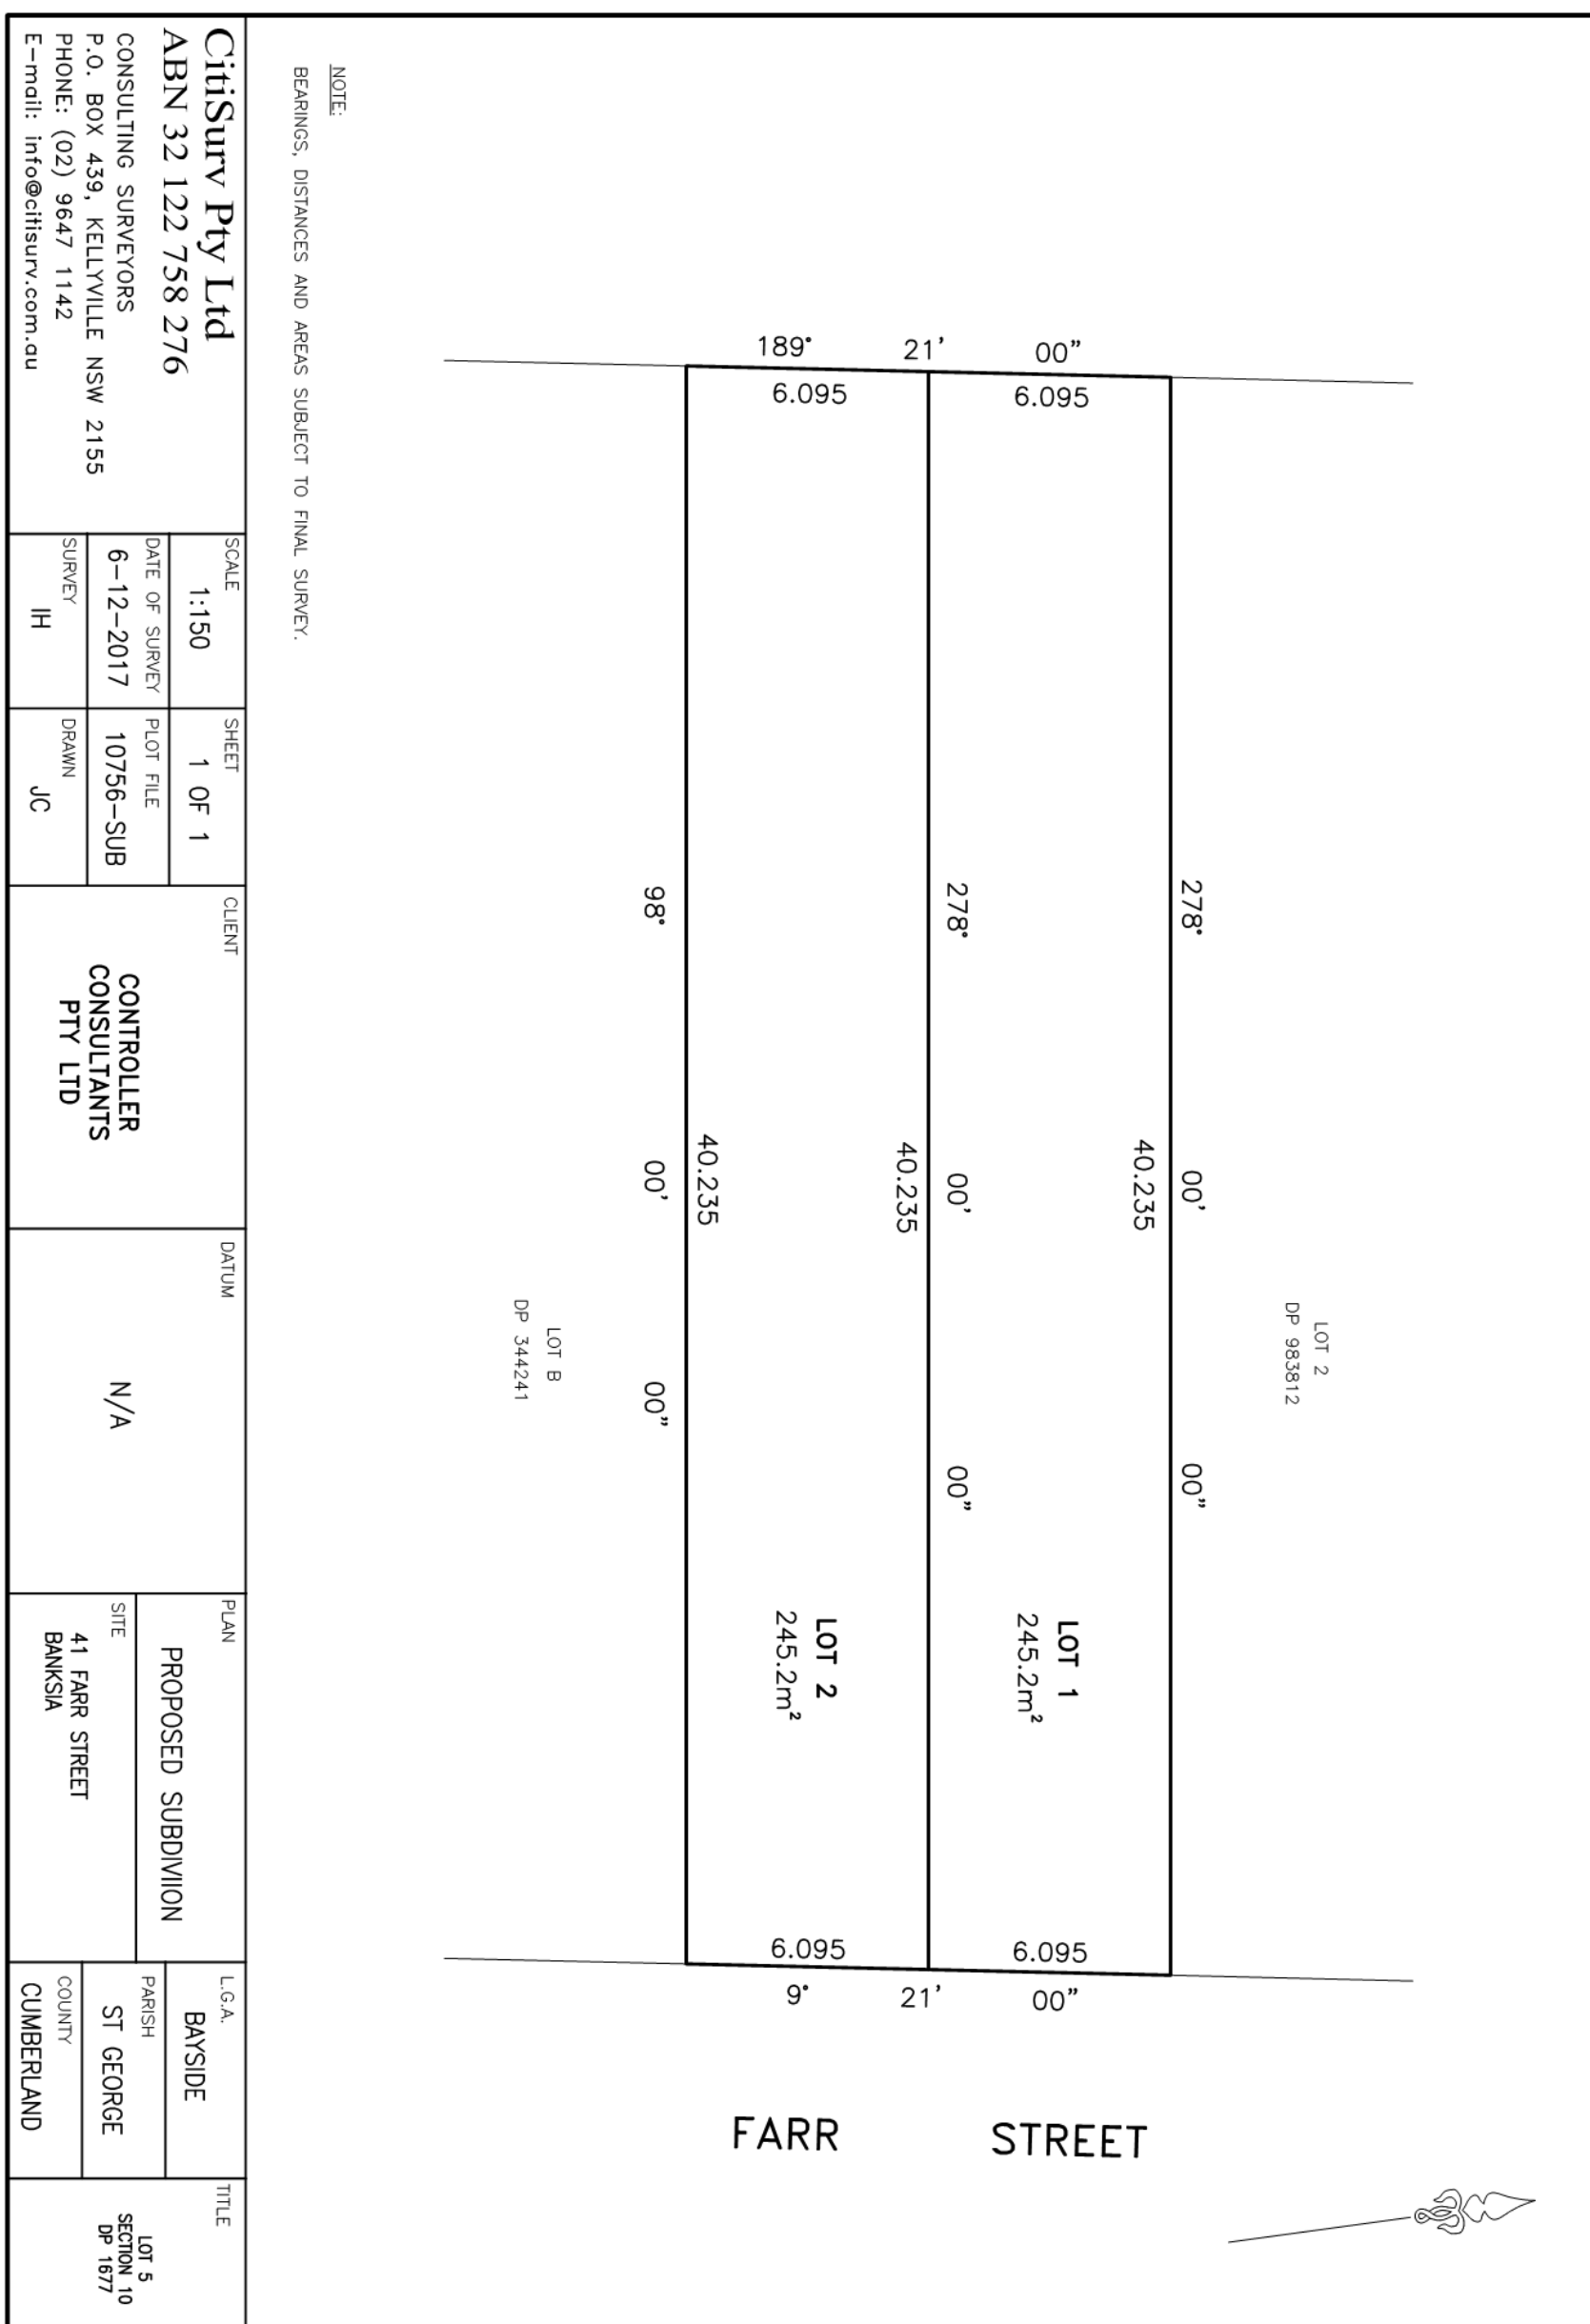 189° 21' 00"
6.095 6.095
278° 00' 00"
40.235
LOT 2
DP 983812
278° 00' 00"
40.235
LOT 1
245.2m²
40.235
98° 00' 00"
LOT 2
245.2m²
LOT B
DP 344241
6.095 6.095
9° 21' 00"
FARR STREET
NOTE:
BEARINGS, DISTANCES AND AREAS SUBJECT TO FINAL SURVEY.
CitiSurv Pty Ltd
ABN 32 122 758 276
CONSULTING SURVEYORS
P.O. BOX 439, KELLYVILLE NSW 2155
PHONE: (02) 9647 1142
E-mail: info@citisurv.com.au
SCALE
1:150
DATE OF SURVEY
6-12-2017
SURVEY
IH
SHEET
1 OF 1
PLOT FILE
10756-SUB
DRAWN
JC
CLIENT
CONTROLLER
CONSULTANTS
PTY LTD
DATUM
N/A
PLAN
PROPOSED SUBDIVIION
SITE
41 FARR STREET
BANKSIA
L.G.A.
BAYSIDE
PARISH
ST GEORGE
COUNTY
CUMBERLAND
TITLE
LOT 5
SECTION 10
DP 1677